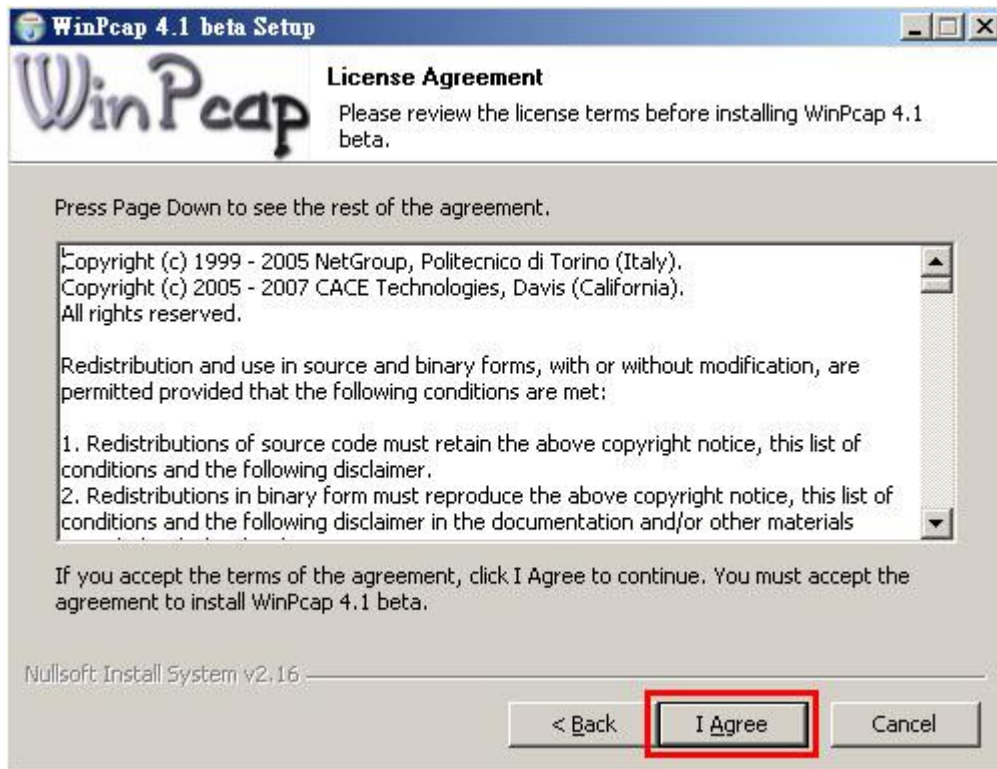 WinPcap 4.1 beta Setup
WinPcap
License Agreement
Please review the license terms before installing WinPcap 4.1
beta.
Press Page Down to see the rest of the agreement.
Copyright (c) 1999 - 2005 NetGroup, Politecnico di Torino (Italy).
Copyright (c) 2005 - 2007 CACE Technologies, Davis (California).
All rights reserved.
Redistribution and use in source and binary forms, with or without modification, are
permitted provided that the following conditions are met:
1. Redistributions of source code must retain the above copyright notice, this list of
conditions and the following disclaimer.
2. Redistributions in binary form must reproduce the above copyright notice, this list of
conditions and the following disclaimer in the documentation and/or other materials
If you accept the terms of the agreement, click I Agree to continue. You must accept the
agreement to install WinPcap 4.1 beta.
Nullsoft Install System v2.16
< Back
I Agree
Cancel